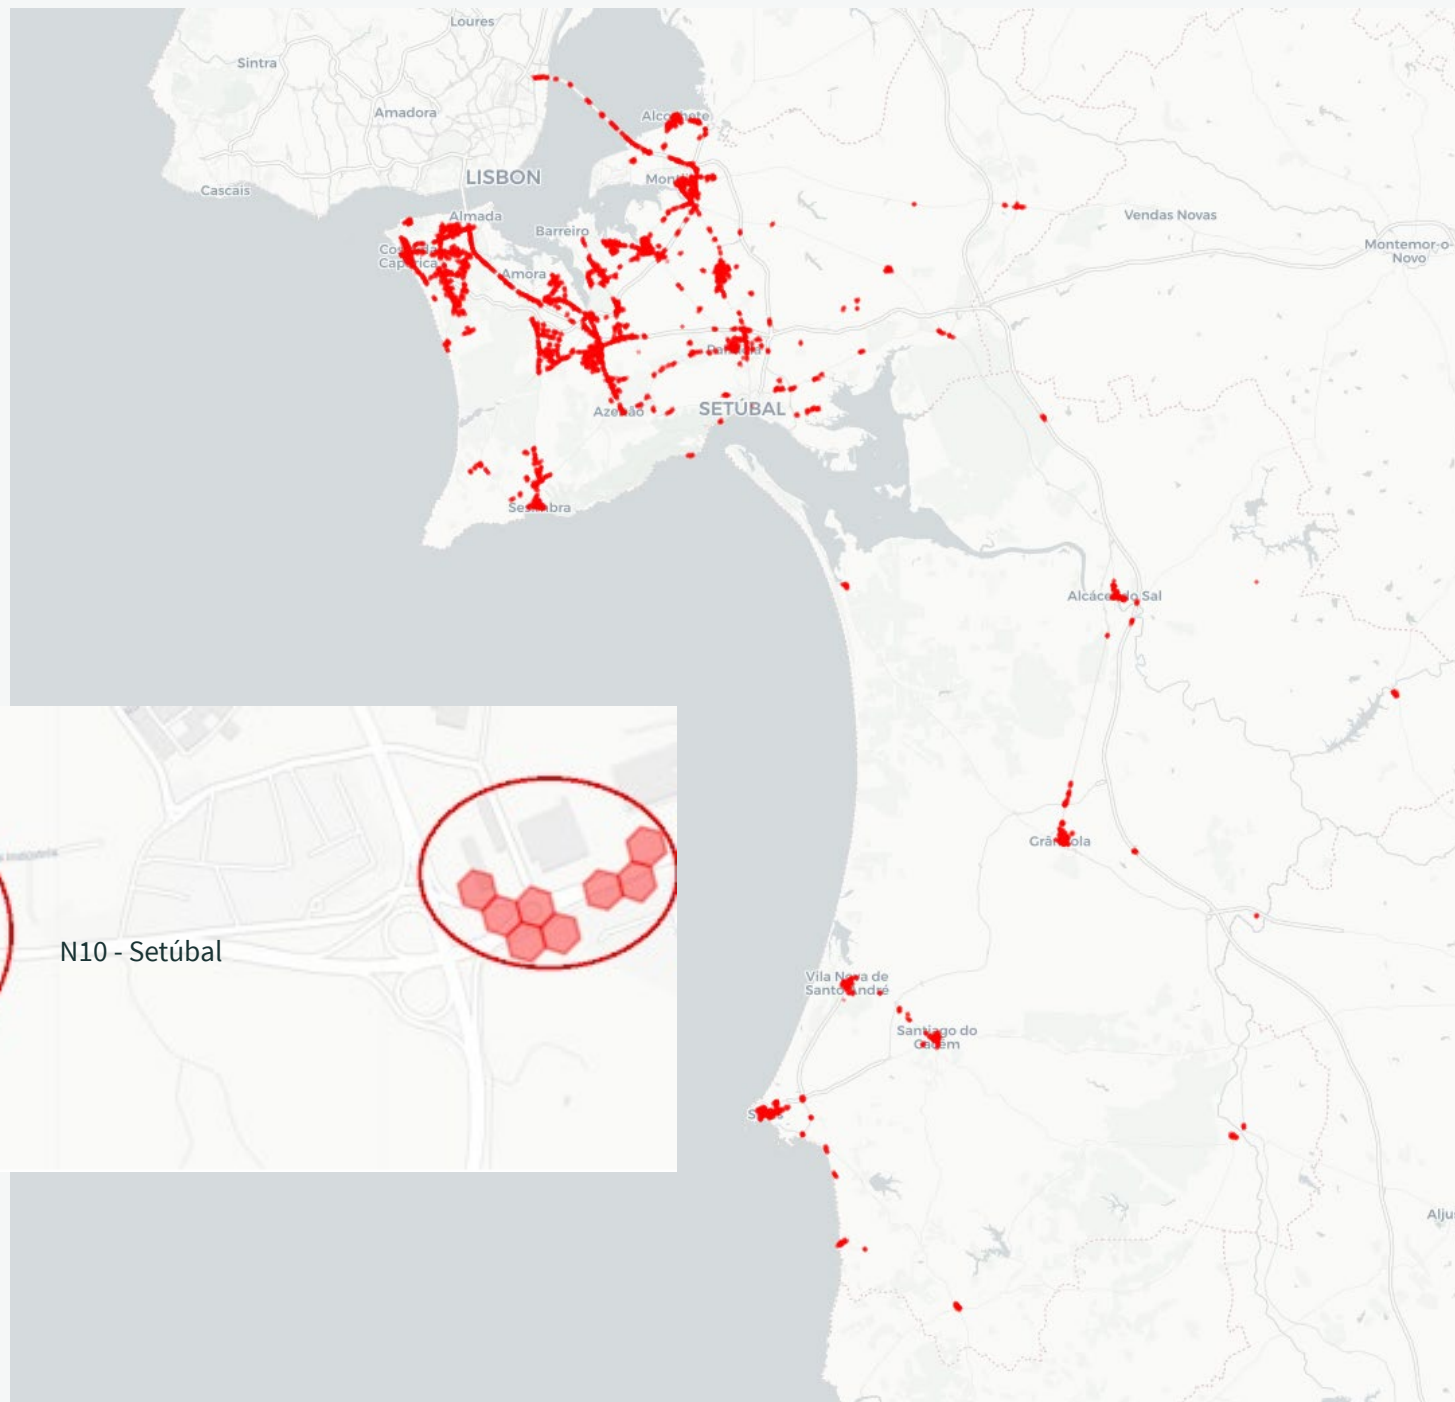 Loures
Sintra
Amadora
LISBON
Cascais
Almada
Barreiro
Amora
Vendas Novas
Montemor-o-
Novo
SETÚBAL
Alcácer do Sal
N10 - Setúbal
Vila Nova de
Santo André
Santiago do
Cacém
Aljus